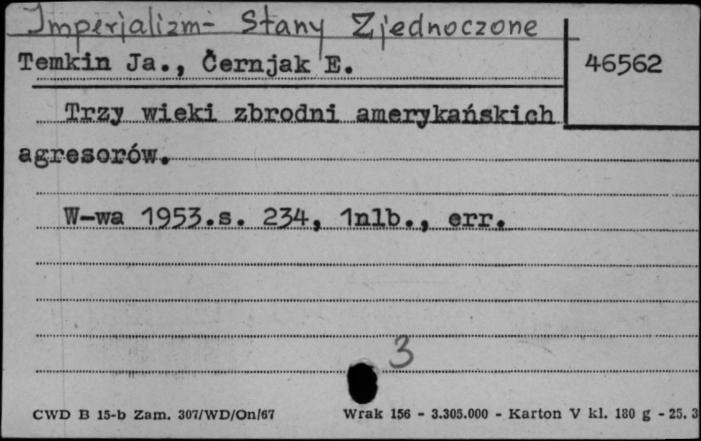 Imperjalizm - Stany Zjednoczone
Temkin Ja., Černjak E.
46562
Trzy wieki zbrodni amerykańskich
agresorów.
W-wa 1953.s. 234, 1nlb., err.
3
CWD B 15-b Zam. 307/WD/On/67
Wrak 156 - 3.305.000 - Karton V kl. 180 g - 25. 3